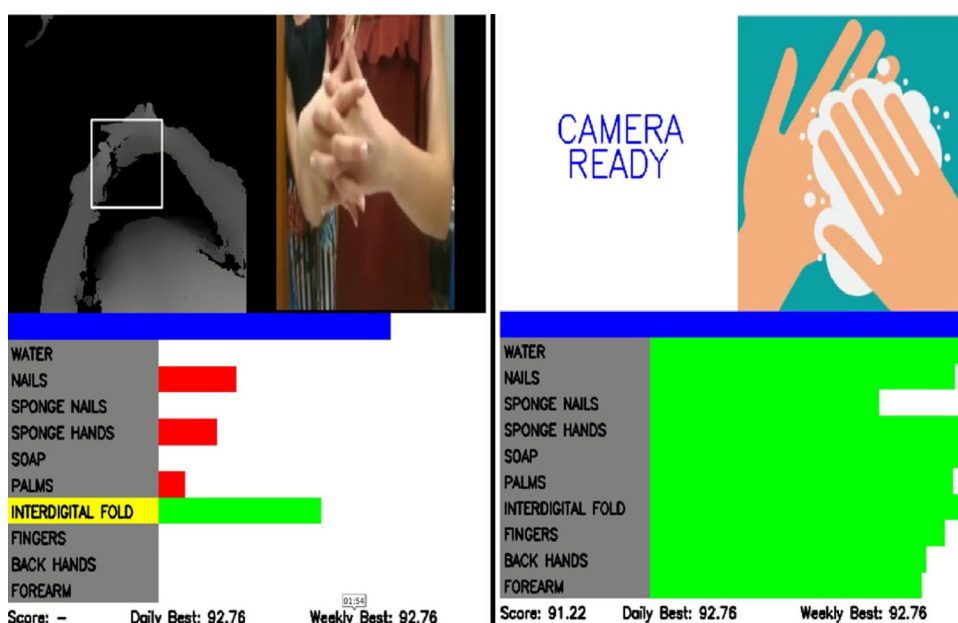 WATER
NAILS
SPONGE NAILS
SPONGE HANDS
SOAP
PALMS
INTERDIGITAL FOLD
FINGERS
BACK HANDS
FOREARM
01:54
Score: – Daily Best: 92.76 Weekly Best: 92.76
CAMERA
READY
WATER
NAILS
SPONGE NAILS
SPONGE HANDS
SOAP
PALMS
INTERDIGITAL FOLD
FINGERS
BACK HANDS
FOREARM
Score: 91.22 Daily Best: 92.76 Weekly Best: 92.76